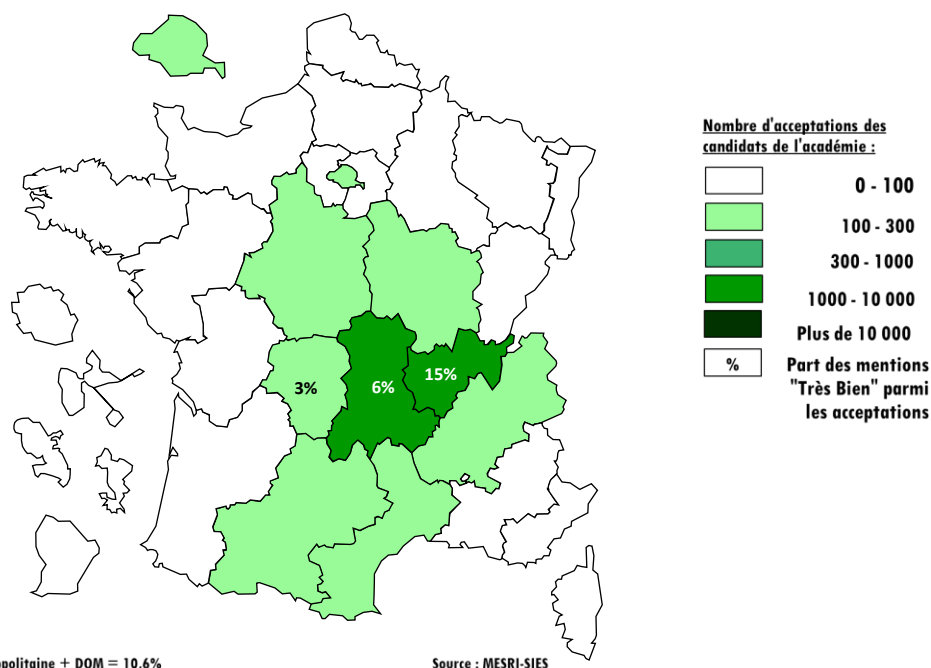 Nombre d'acceptations des
candidats de l'académie :
0 - 100
100 - 300
300 - 1000
1000 - 10 000
Plus de 10 000
% Part des mentions
"Très Bien" parmi
les acceptations
15%
3%
6%
+ DOM = 10,6%
Source : MESRI-SIES